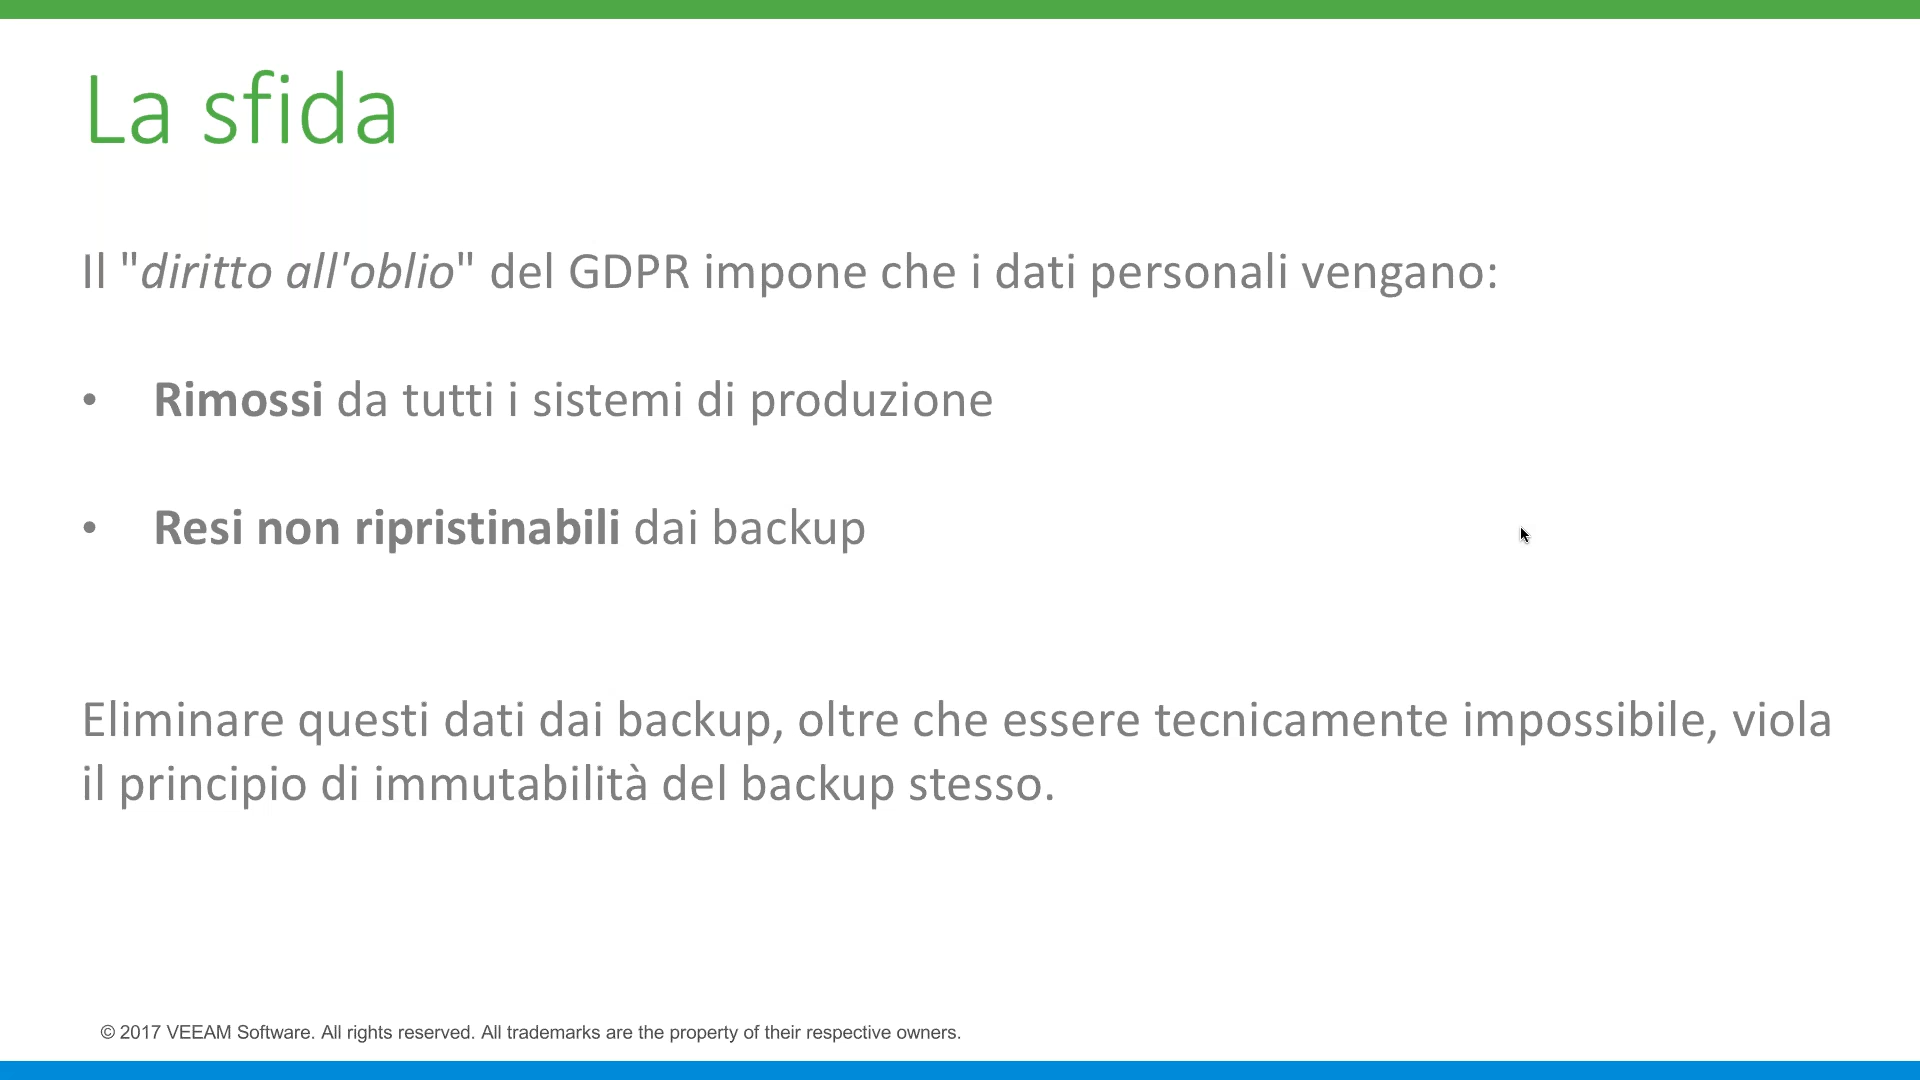 La sfida
Il "diritto all'oblio" del GDPR impone che i dati personali vengano:
• Rimossi da tutti i sistemi di produzione
• Resi non ripristinabili dai backup
Eliminare questi dati dai backup, oltre che essere tecnicamente impossibile, viola
il principio di immutabilità del backup stesso.
© 2017 VEEAM Software. All rights reserved. All trademarks are the property of their respective owners.